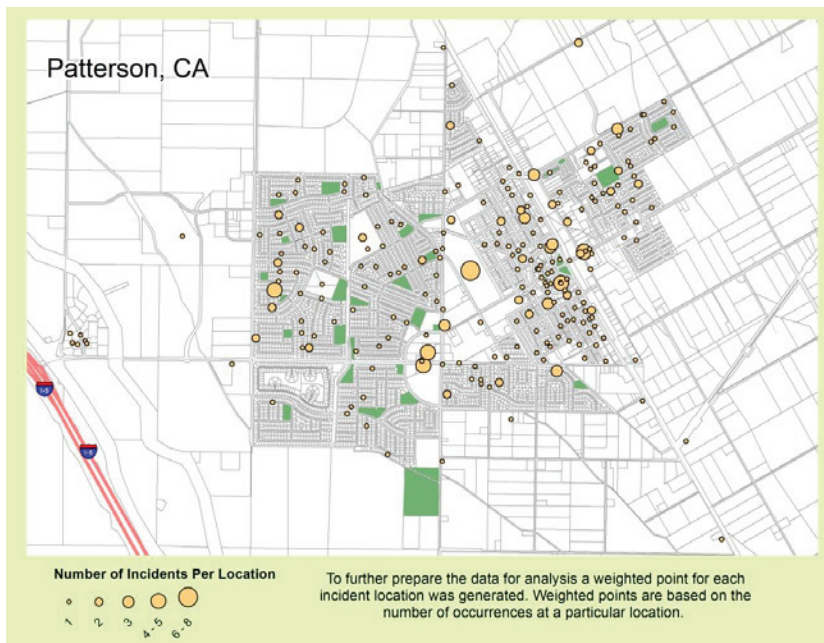 Patterson, CA
I-5
I-5
Number of Incidents Per Location
1
2
3
4 - 5
6 - 8
To further prepare the data for analysis a weighted point for each
incident location was generated. Weighted points are based on the
number of occurrences at a particular location.